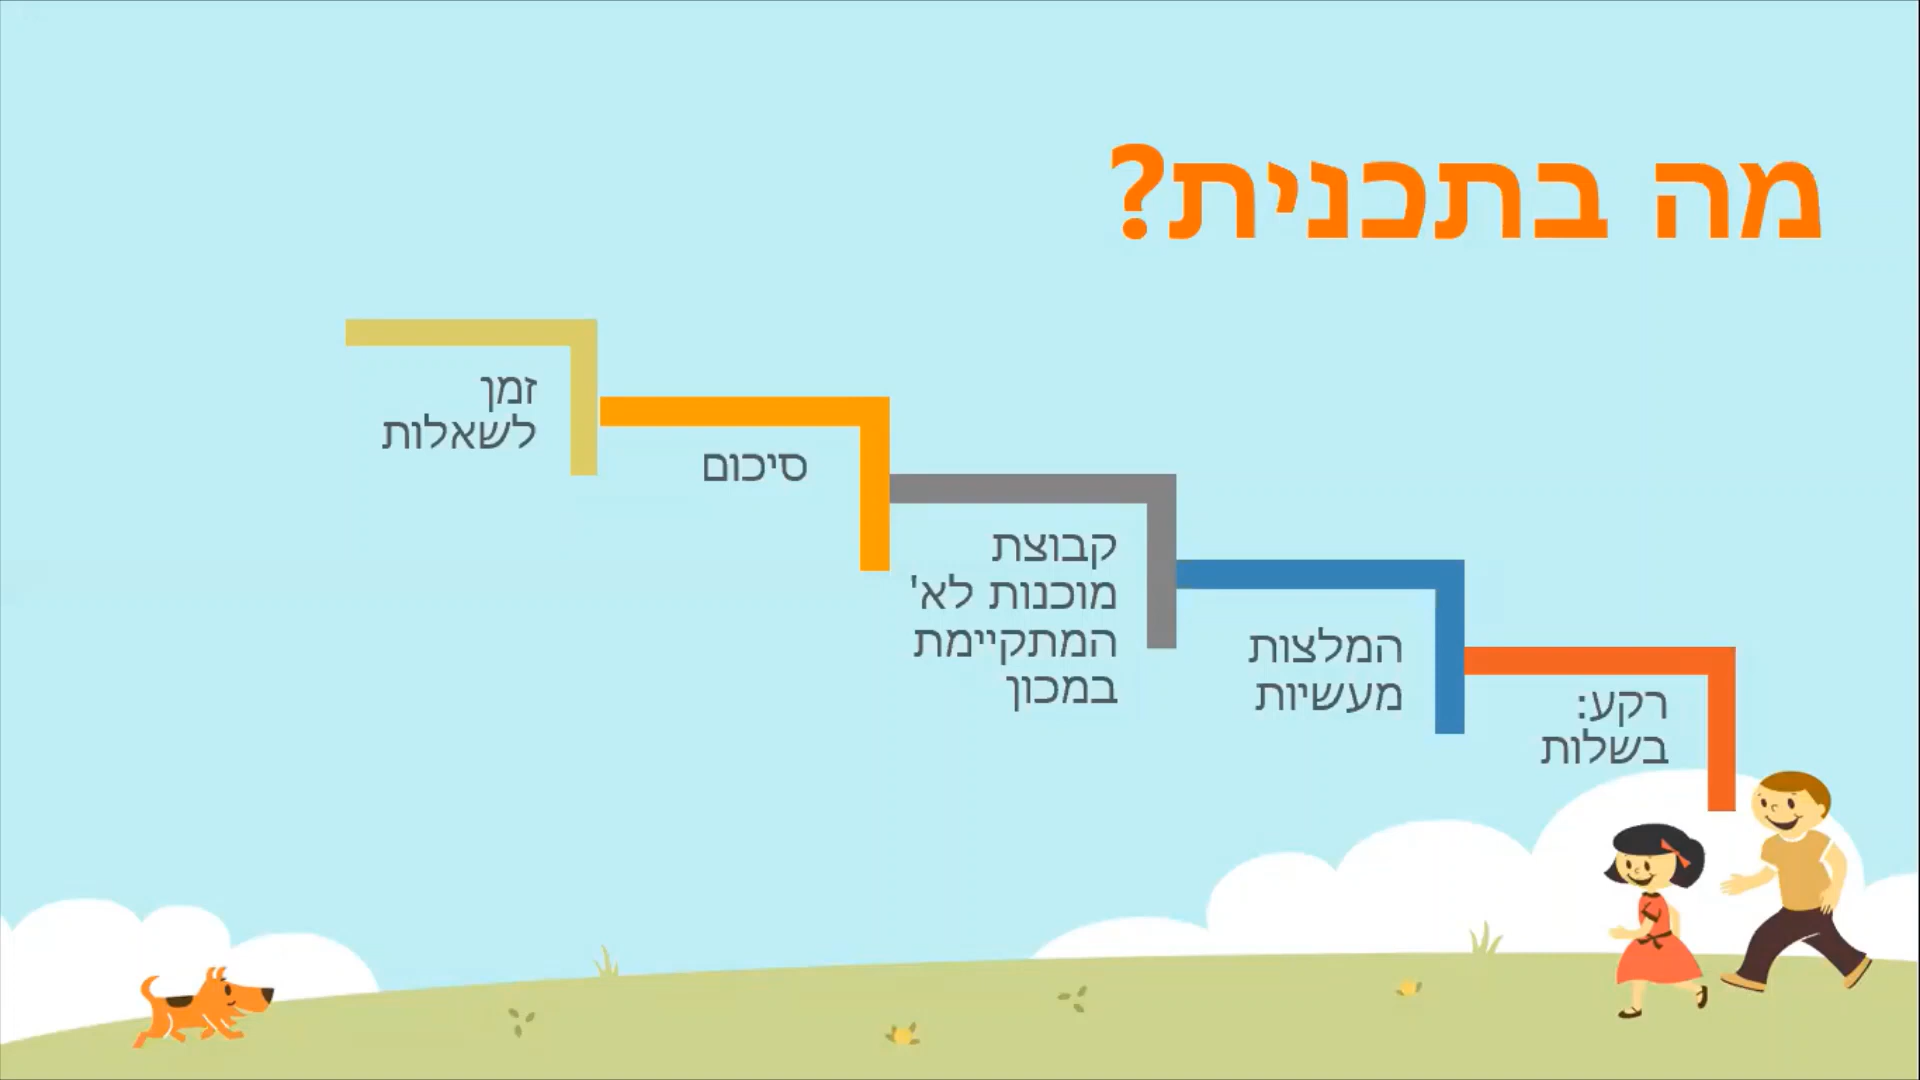 מה בתכנית?
רקע:
בשלות
המלצות
מעשיות
קבוצת
מוכנות לא'
המתקיימת
במכון
סיכום
זמן
לשאלות